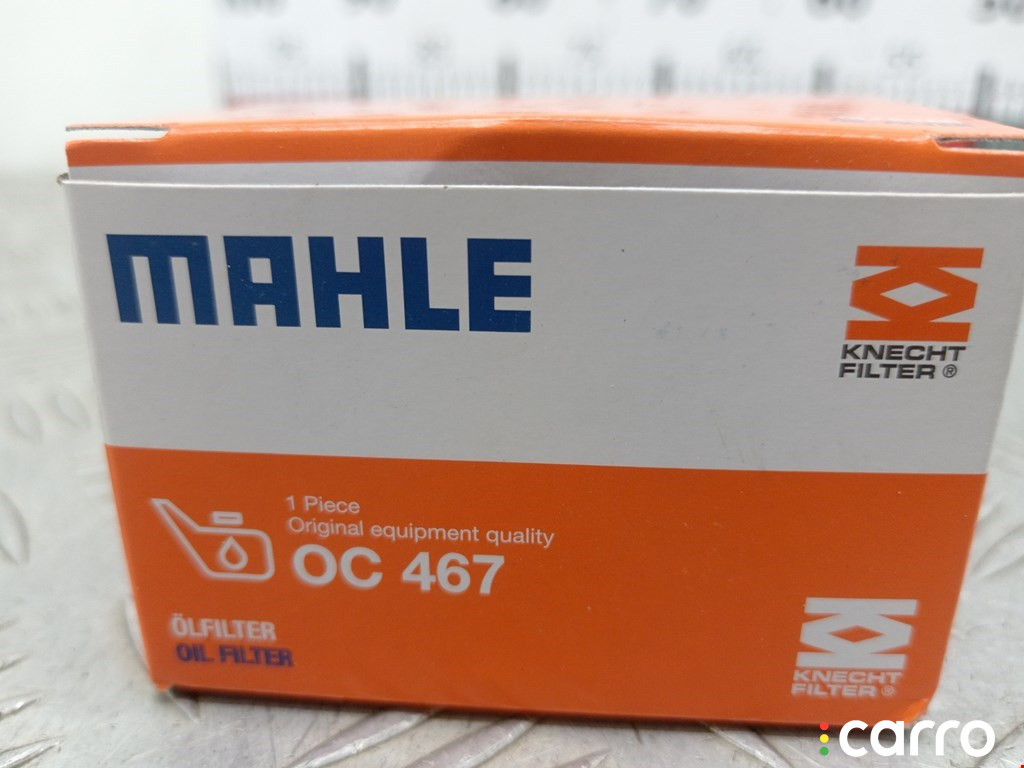 MAHLE
KNECHT
FILTER®
1 Piece
Original equipment quality
OC 467
ÖLFILTER
OIL FILTER
KNECHT
FILTER®
carro